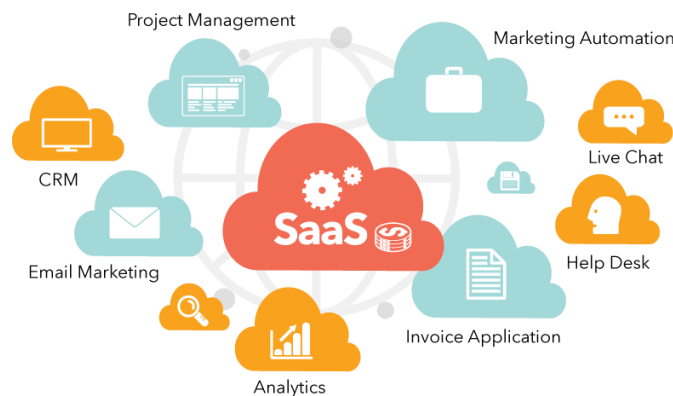 Project Management
Marketing Automation
CRM
Live Chat
SaaS
Email Marketing
Help Desk
Invoice Application
Analytics